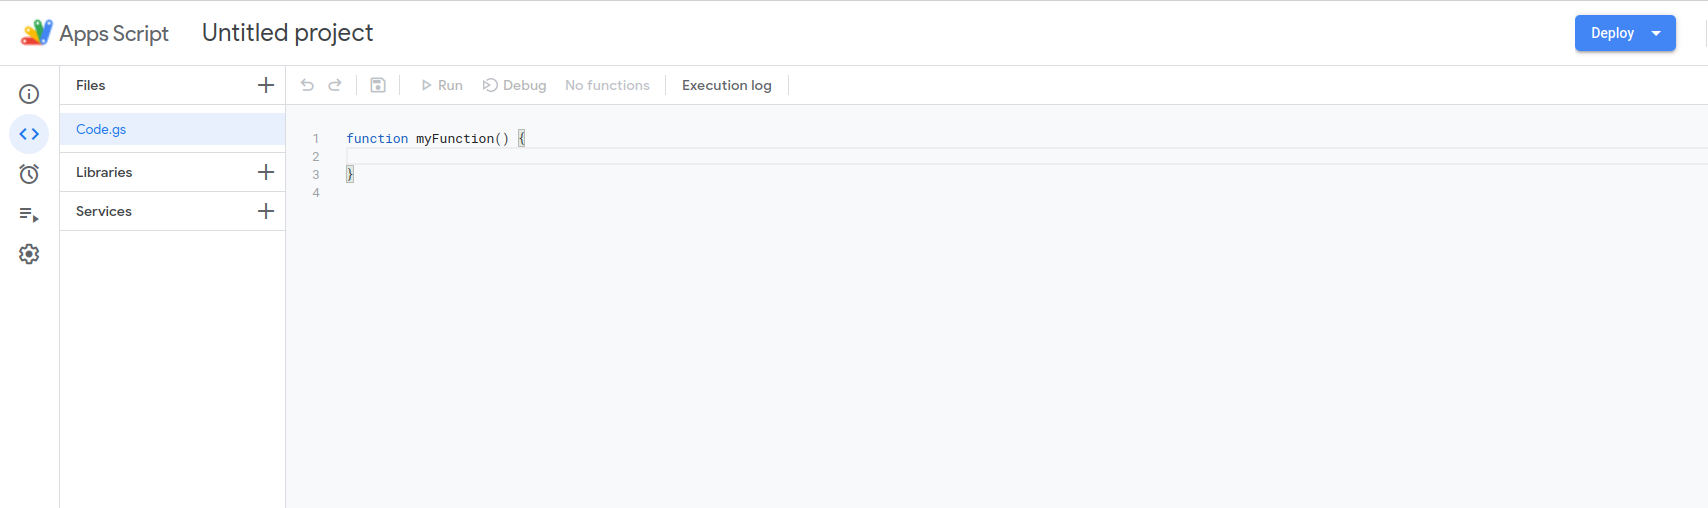 Apps Script Untitled project Deploy
Files
Run Debug No functions Execution log
Code.gs
Libraries
Services
1 function myFunction() {
2
3 }
4